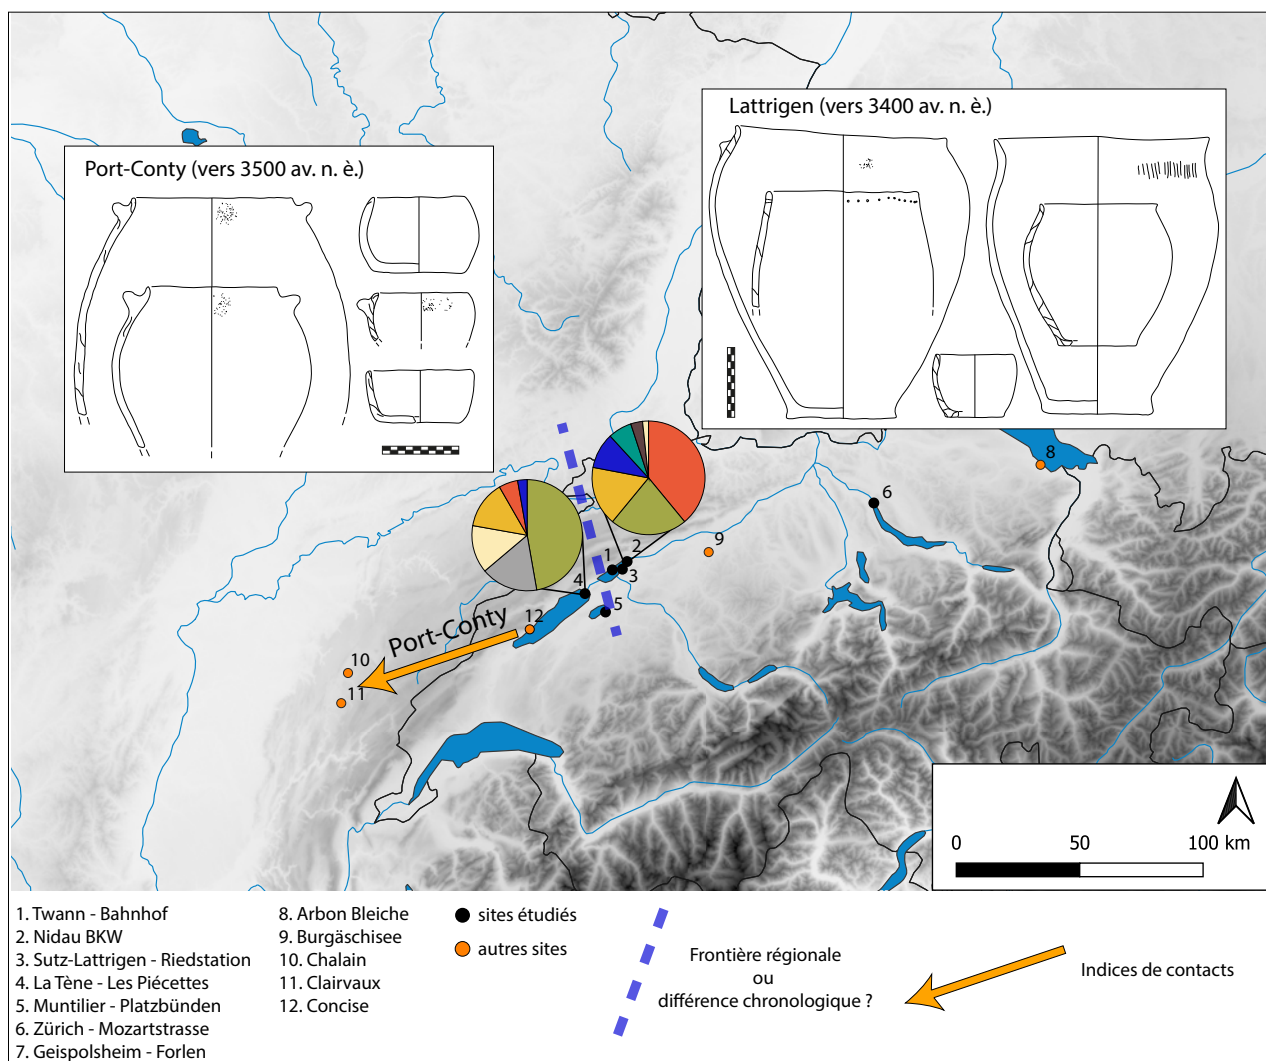 Port-Conty (vers 3500 av. n. è.)
Lattrigen (vers 3400 av. n. è.)
8
6
9
2
1
3
4
5
12
Port-Conty
10
11
0 50 100 km
1. Twann - Bahnhof
2. Nidau BKW
3. Sutz-Lattrigen - Riedstation
4. La Tène - Les Piécettes
5. Muntilier - Platzbünden
6. Zürich - Mozartstrasse
7. Geispolsheim - Forlen
8. Arbon Bleiche
9. Burgäschisee
10. Chalain
11. Clairvaux
12. Concise
sites étudiés
autres sites
Frontière régionale
ou
différence chronologique ?
Indices de contacts